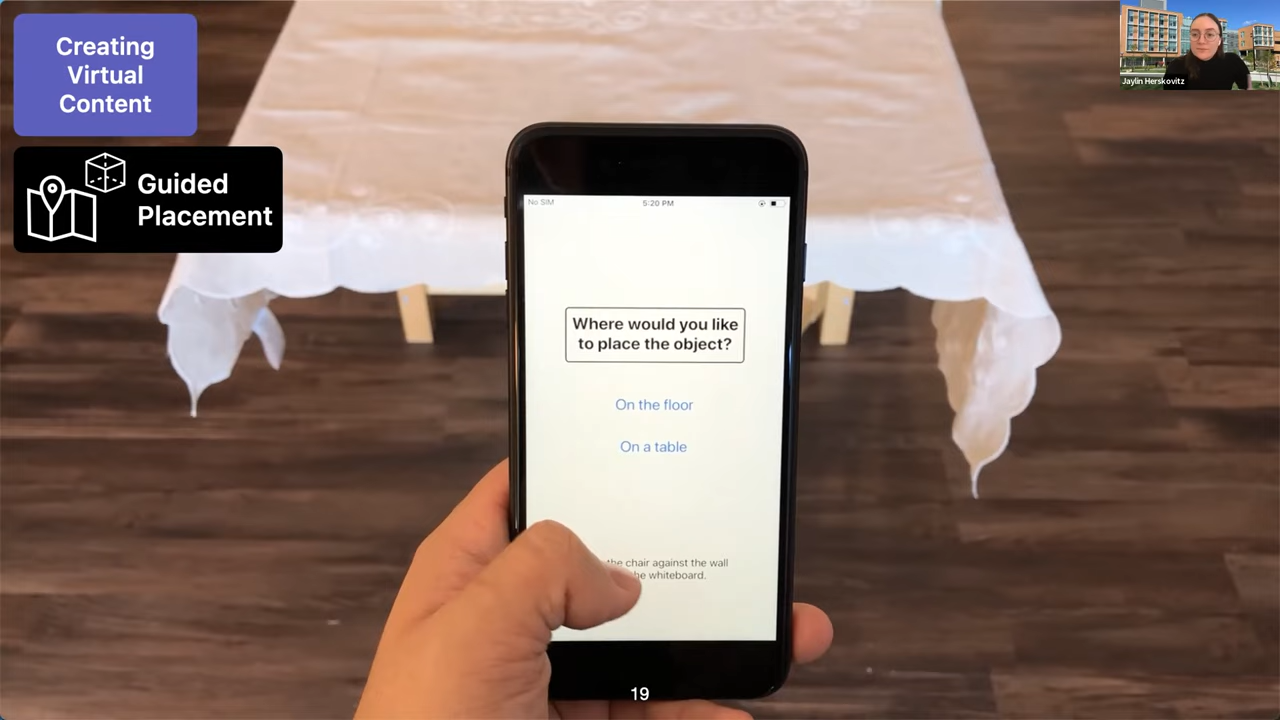 Creating
Virtual
Content
Guided
Placement
Jaylin Herskovitz
No SIM
5:20 PM
Where would you like
to place the object?
On the floor
On a table
the chair against the wall
he whiteboard.
19